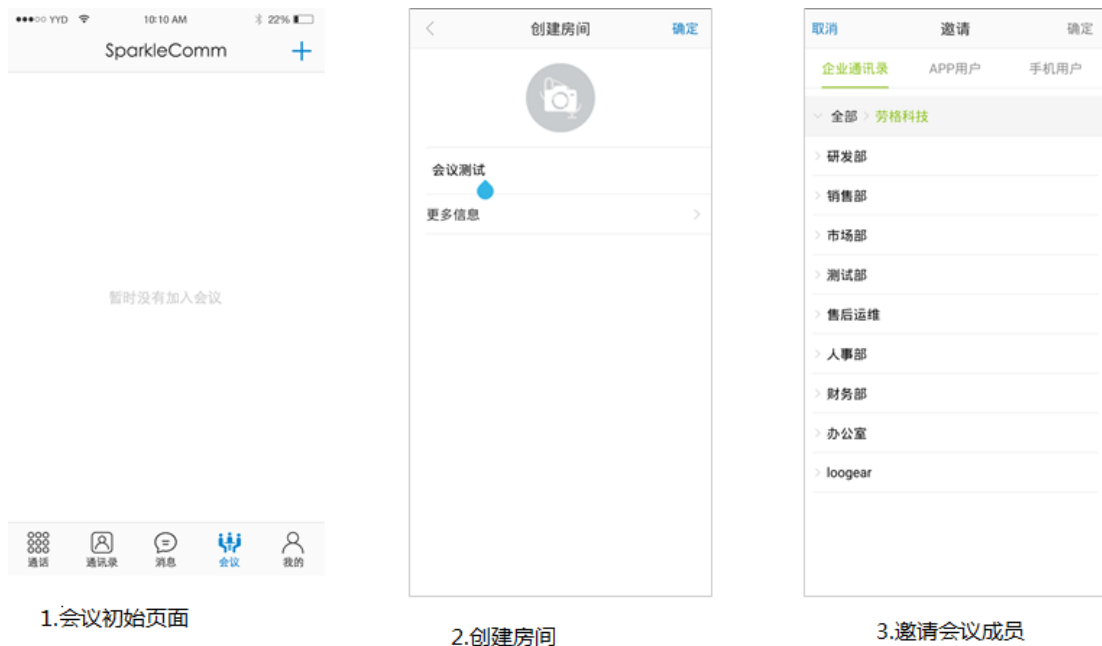 YYD 10:10 AM 22%
SparkleComm
暂时没有加入会议
通话 通讯录 消息 会议 我的
1.会议初始页面
创建房间 确定
会议测试
更多信息
2.创建房间
取消 邀请 确定
企业通讯录 APP用户 手机用户
全部 劳格科技
研发部
销售部
市场部
测试部
售后运维
人事部
财务部
办公室
loogear
3.邀请会议成员